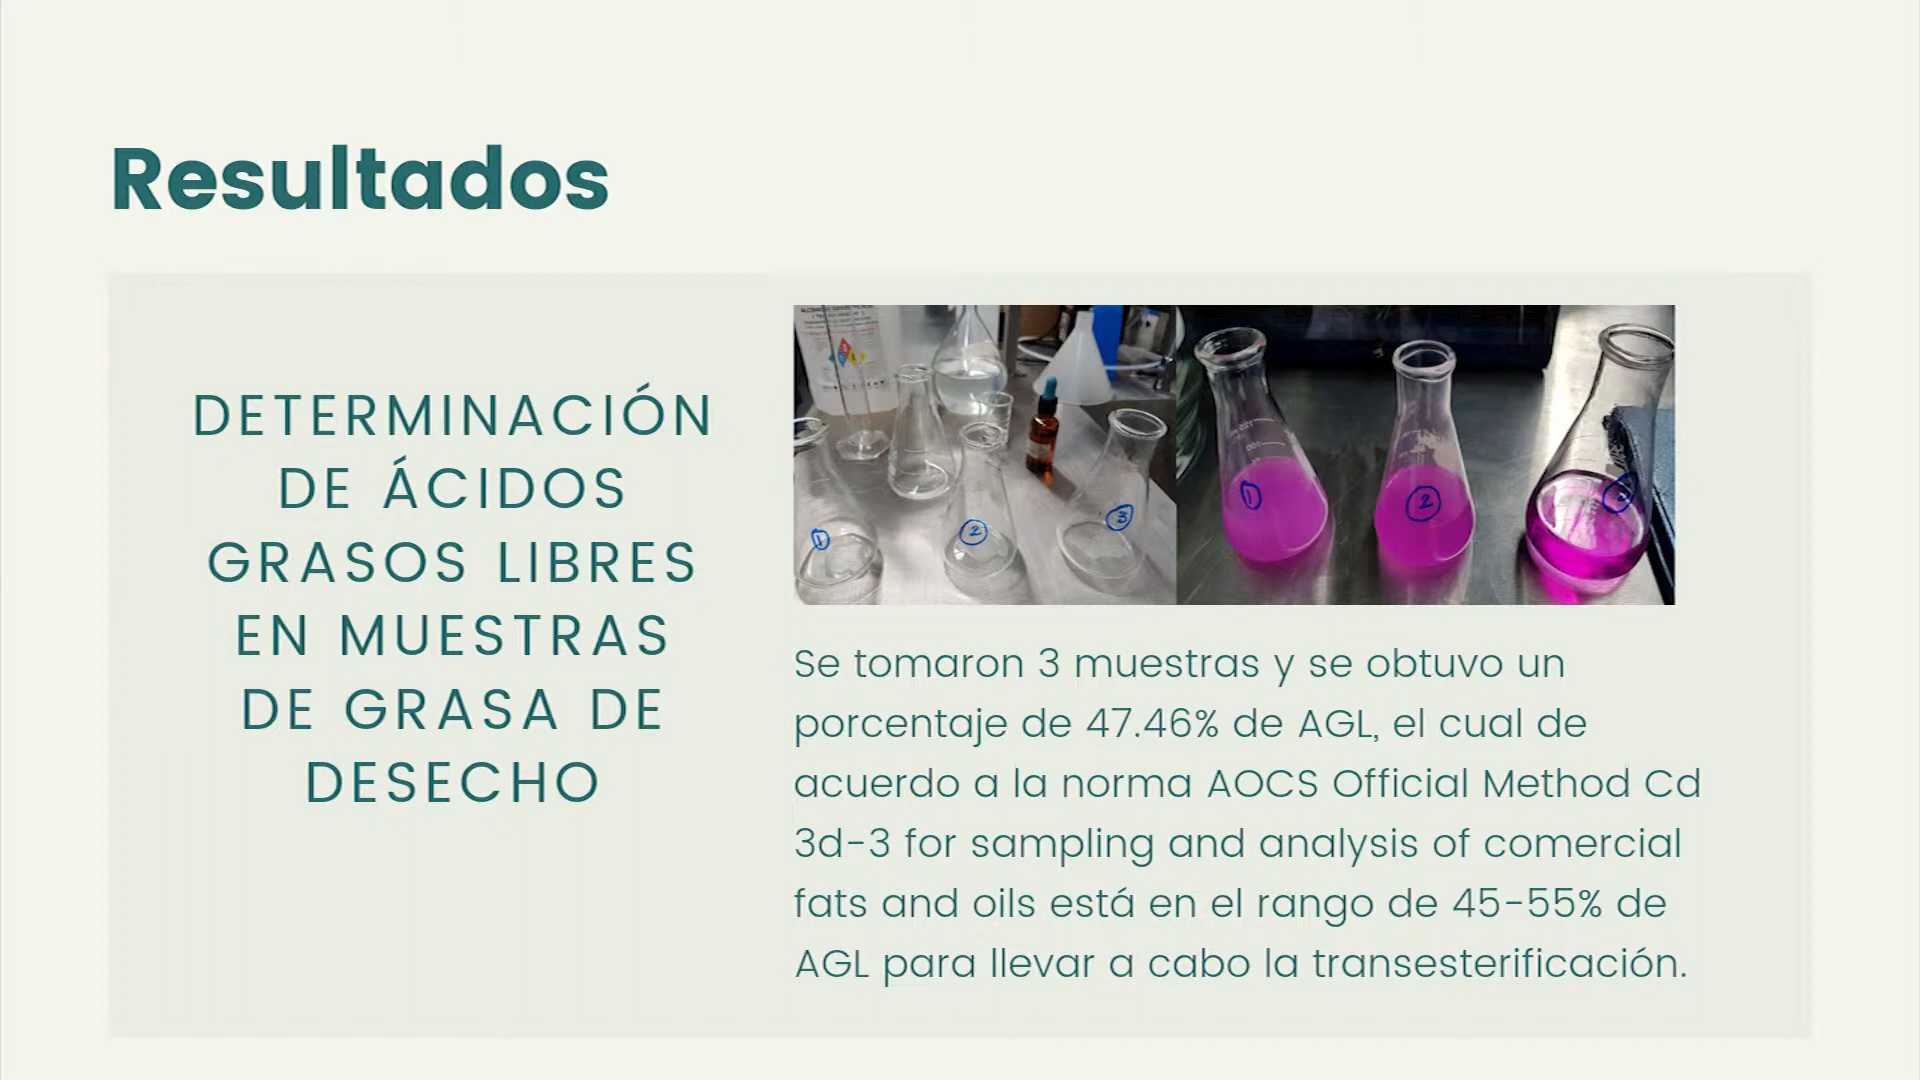 Resultados
DETERMINACIÓN
DE ÁCIDOS
GRASOS LIBRES
EN MUESTRAS
DE GRASA DE
DESECHO
1
2
3
1
2
Se tomaron 3 muestras y se obtuvo un
porcentaje de 47.46% de AGL, el cual de
acuerdo a la norma AOCS Official Method Cd
3d-3 for sampling and analysis of comercial
fats and oils está en el rango de 45-55% de
AGL para llevar a cabo la transesterificación.